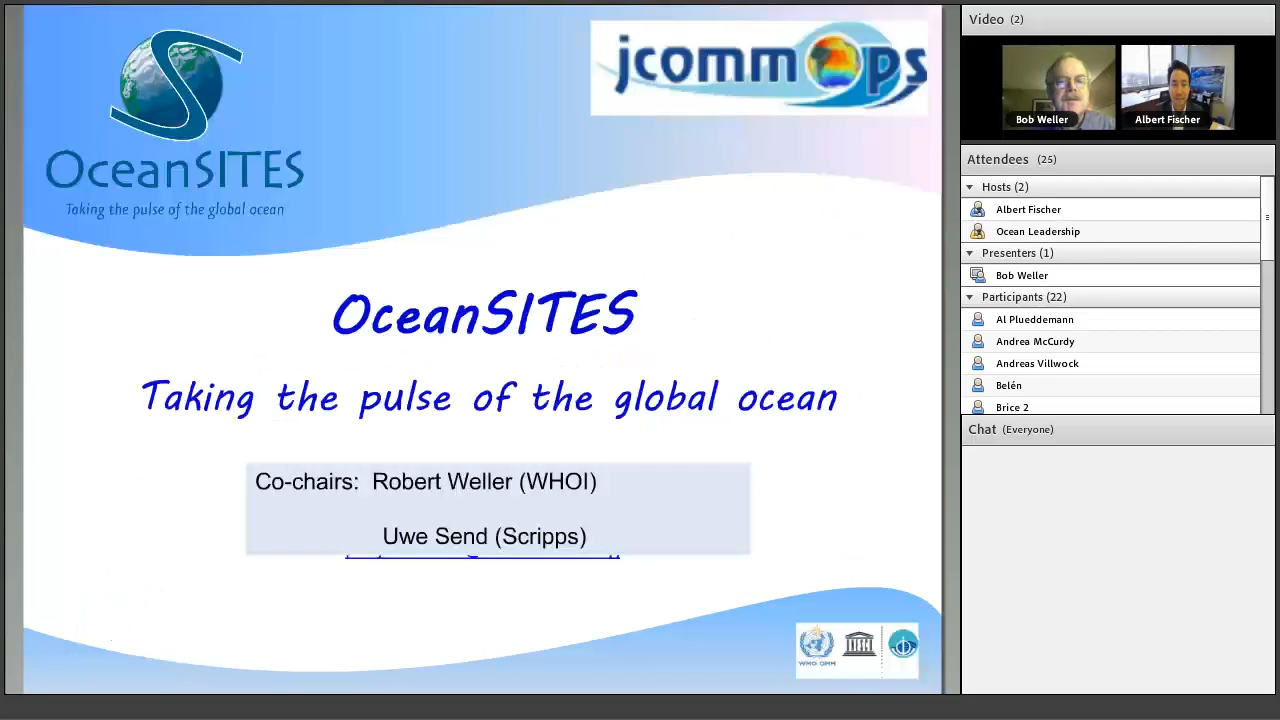 OceanSITES
Taking the pulse of the global ocean
jcommops
OceanSITES
Taking the pulse of the global ocean
Co-chairs: Robert Weller (WHOI)
Uwe Send (Scripps)
WMO OMM
Video (2)
Bob Weller
Albert Fischer
Attendees (25)
Hosts (2)
Albert Fischer
Ocean Leadership
Presenters (1)
Bob Weller
Participants (22)
Al Plueddemann
Andrea McCurdy
Andreas Villwock
Belén
Brice 2
Chat (Everyone)